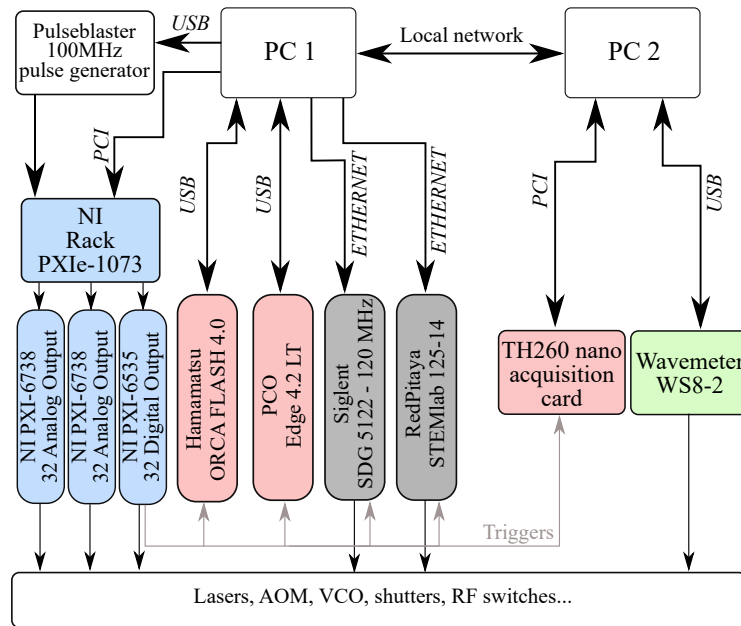 Pulseblaster
100MHz
pulse generator
USB
PC 1
Local network
PC 2
PCI
USB
USB
ETHERNET
ETHERNET
PCI
USB
NI
Rack
PXIe-1073
NI PXI-6738
32 Analog Output
NI PXI-6738
32 Analog Output
NI PXI-6535
32 Digital Output
Hamamatsu
ORCA FLASH 4.0
PCO
Edge 4.2 LT
Siglent
SDG 5122 - 120 MHz
RedPitaya
STEMlab 125-14
TH260 nano
acquisition
card
Wavemeter
WS8-2
Triggers
Lasers, AOM, VCO, shutters, RF switches...